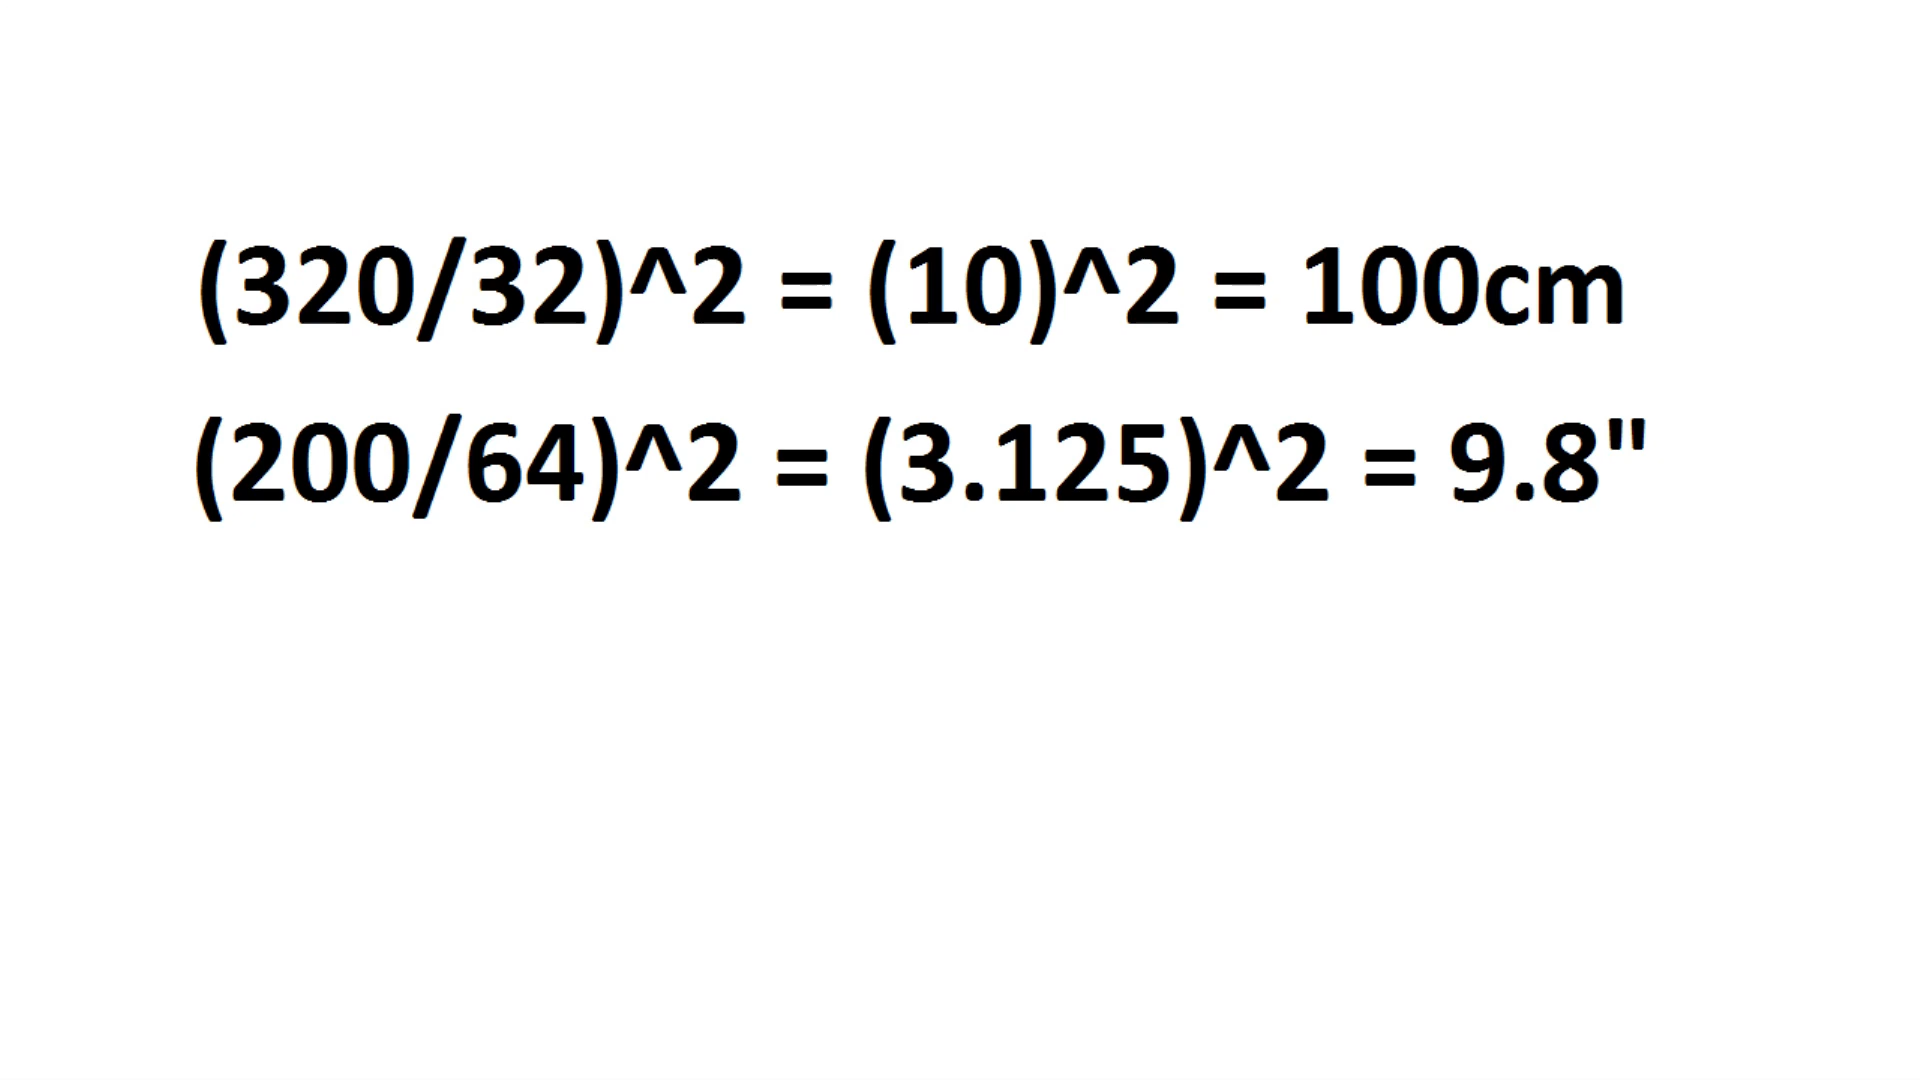 (320/32)^2 = (10)^2 = 100cm
(200/64)^2 = (3.125)^2 = 9.8"